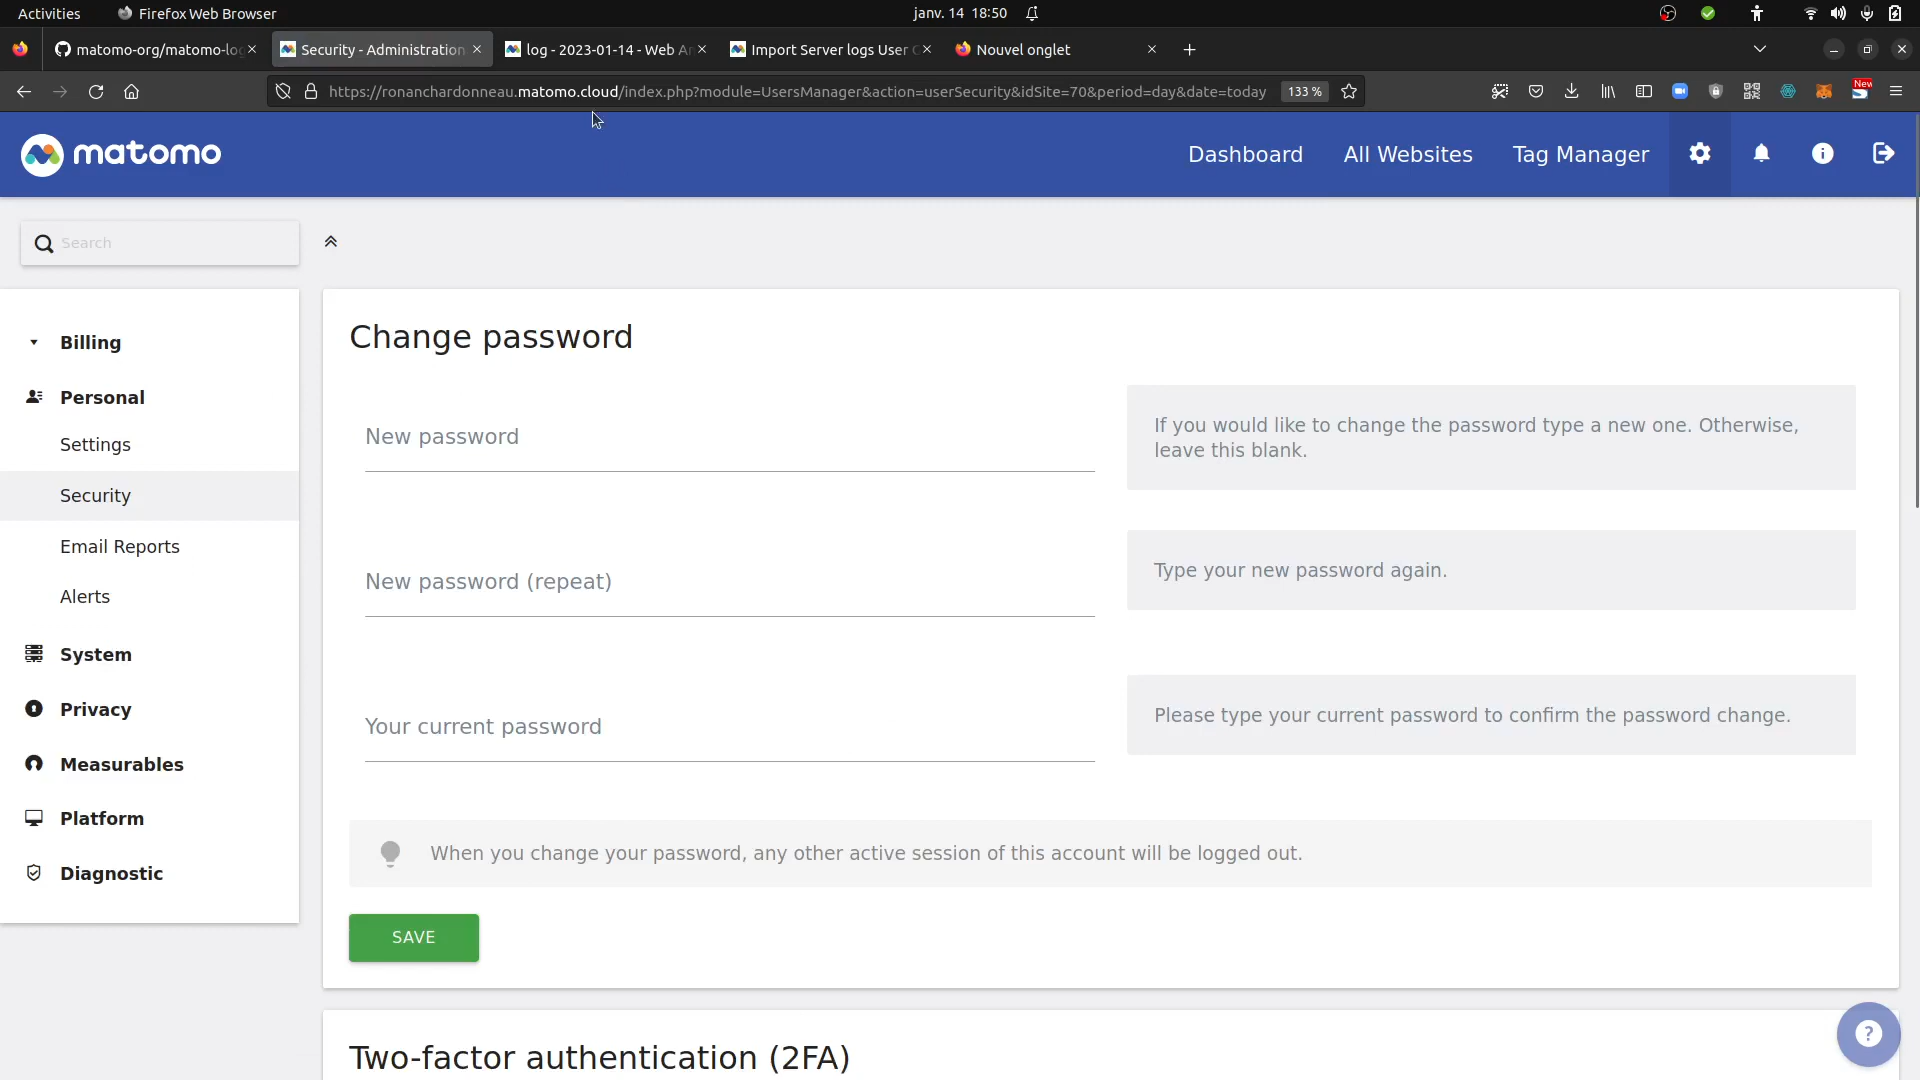 Activities
Firefox Web Browser
janv. 14 18:50
matomo-org/matomo-log
Security - Administration
log - 2023-01-14 - Web An
Import Server logs User G
Nouvel onglet
https://ronanchardonneau.matomo.cloud/index.php?module=UsersManager&action=userSecurity&idSite=70&period=day&date=today
133 %
New
matomo
Dashboard
All Websites
Tag Manager
Search
Billing
Personal
Settings
Security
Email Reports
Alerts
System
Privacy
Measurables
Platform
Diagnostic
Change password
New password
If you would like to change the password type a new one. Otherwise,
leave this blank.
New password (repeat)
Type your new password again.
Your current password
Please type your current password to confirm the password change.
When you change your password, any other active session of this account will be logged out.
SAVE
Two-factor authentication (2FA)